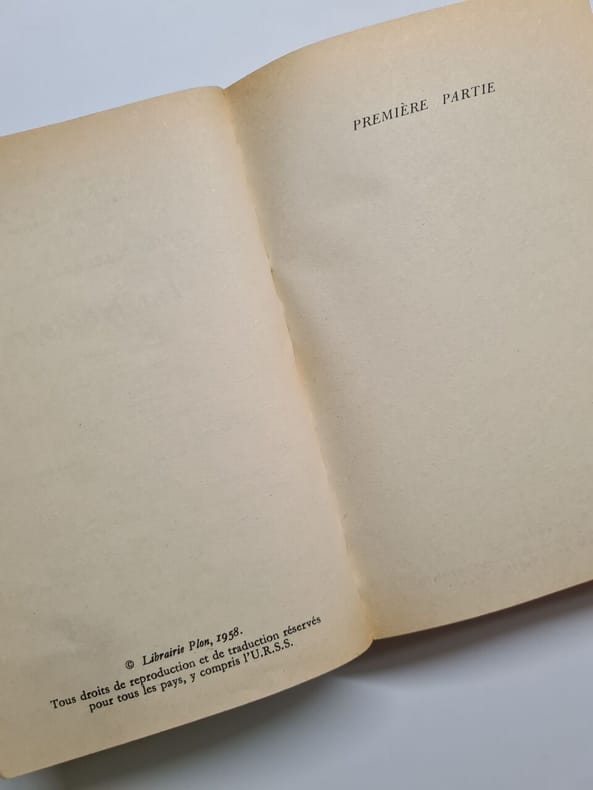 © Librairie Plon, 1958.
Tous droits de reproduction et de traduction réservés
pour tous les pays, y compris l'U.R.S.S.
PREMIÈRE PARTIE